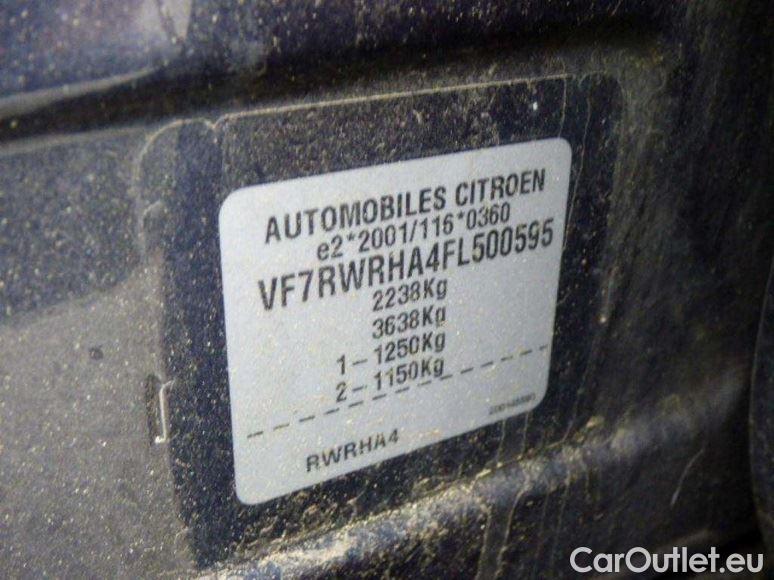 AUTOMOBILES CITROEN
e2*2001/116*0360
VF7RWRHA4FL500595
2238Kg
3638Kg
1-1250Kg
2-1150Kg
RWRHA4
CarOutlet.eu